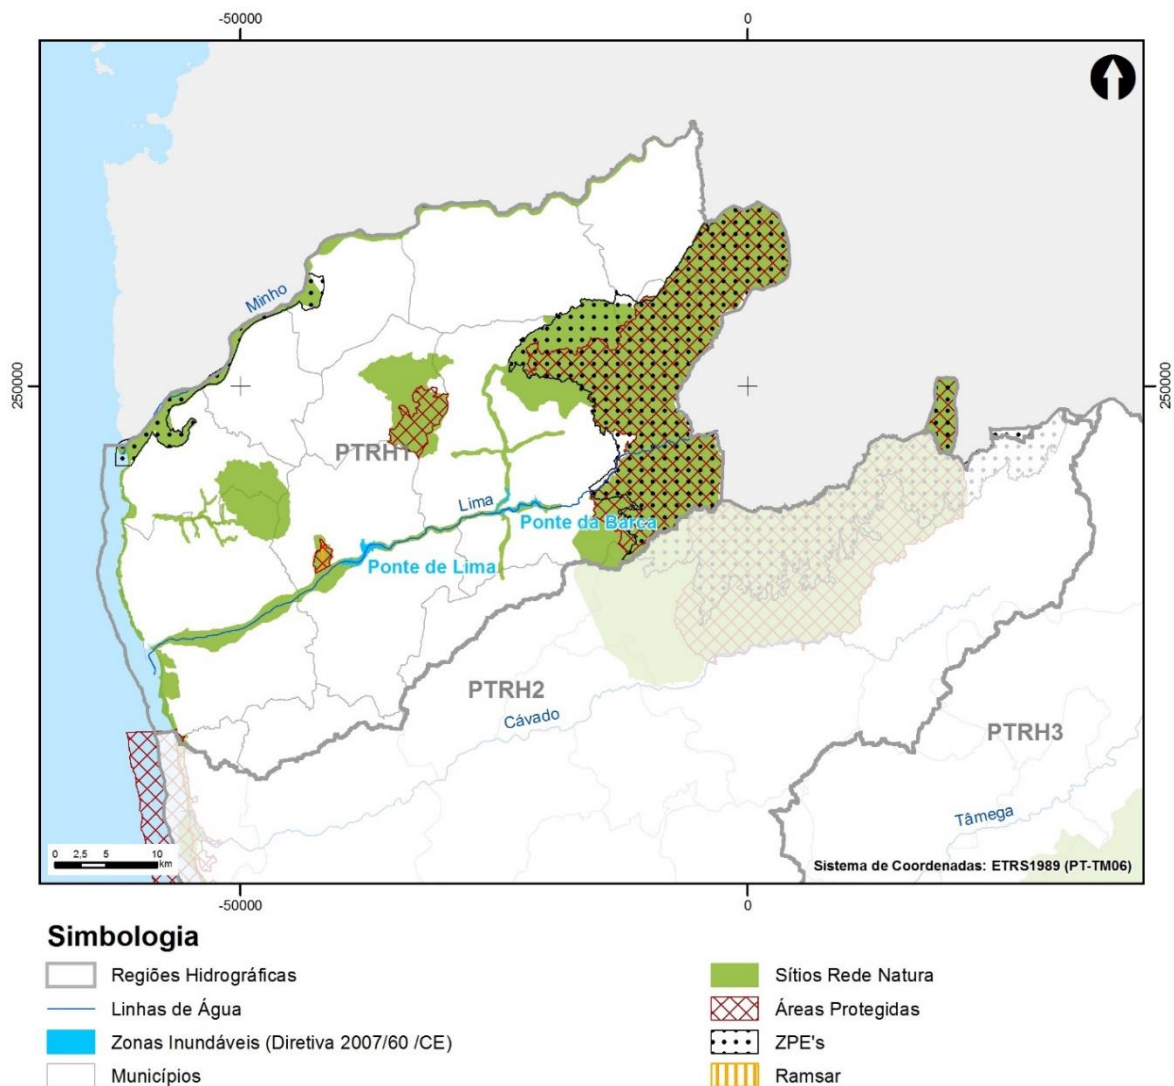 -50000 0
250000 250000
Minho
PTRH1
Lima
Ponte da Barca
Ponte de Lima
PTRH2
Cávado
PTRH3
Tâmega
0 2,5 5 10
km
Sistema de Coordenadas: ETRS1989 (PT-TM06)
-50000 0
Simbologia
Regiões Hidrográficas
Linhas de Água
Zonas Inundáveis (Diretiva 2007/60 /CE)
Municípios
Sítios Rede Natura
Áreas Protegidas
ZPE's
Ramsar